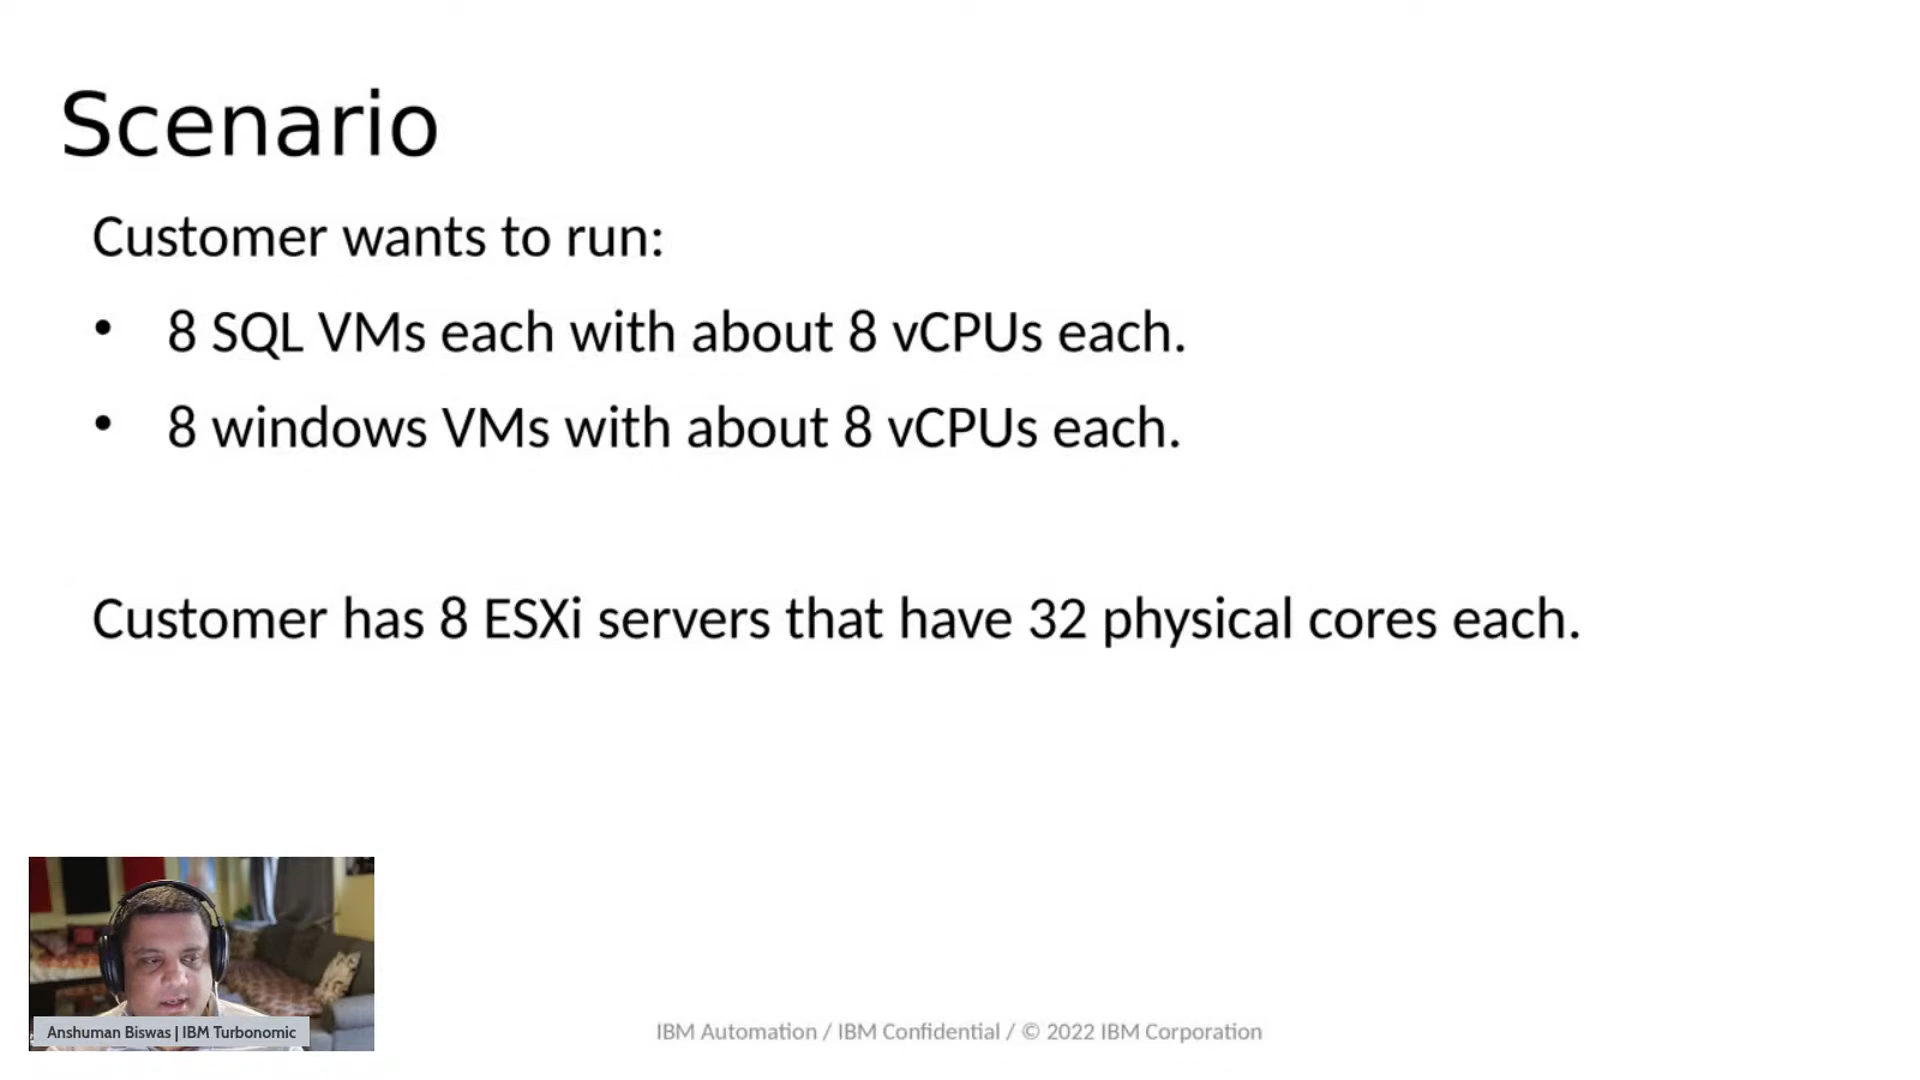 Scenario
Customer wants to run:
• 8 SQL VMs each with about 8 vCPUs each.
• 8 windows VMs with about 8 vCPUs each.
Customer has 8 ESXi servers that have 32 physical cores each.
Anshuman Biswas | IBM Turbonomic
IBM Automation / IBM Confidential / © 2022 IBM Corporation